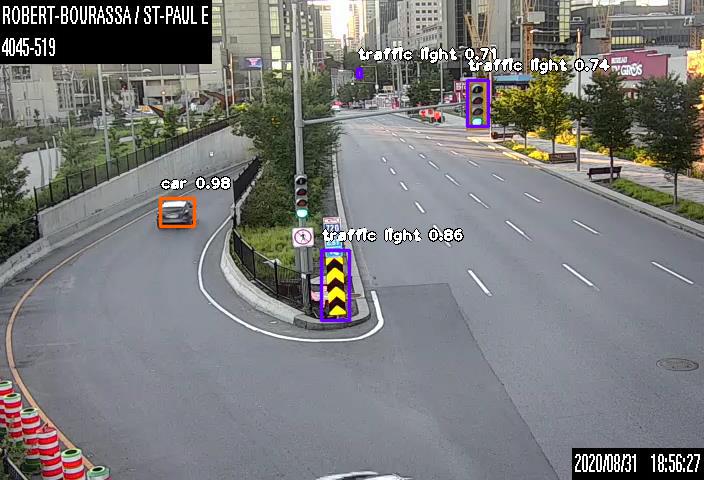 ROBERT-BOURASSA / ST-PAUL E
4045-519
traffic light 0.71
traffic light 0.74
car 0.98
traffic light 0.86
2020/08/31 18:56:27